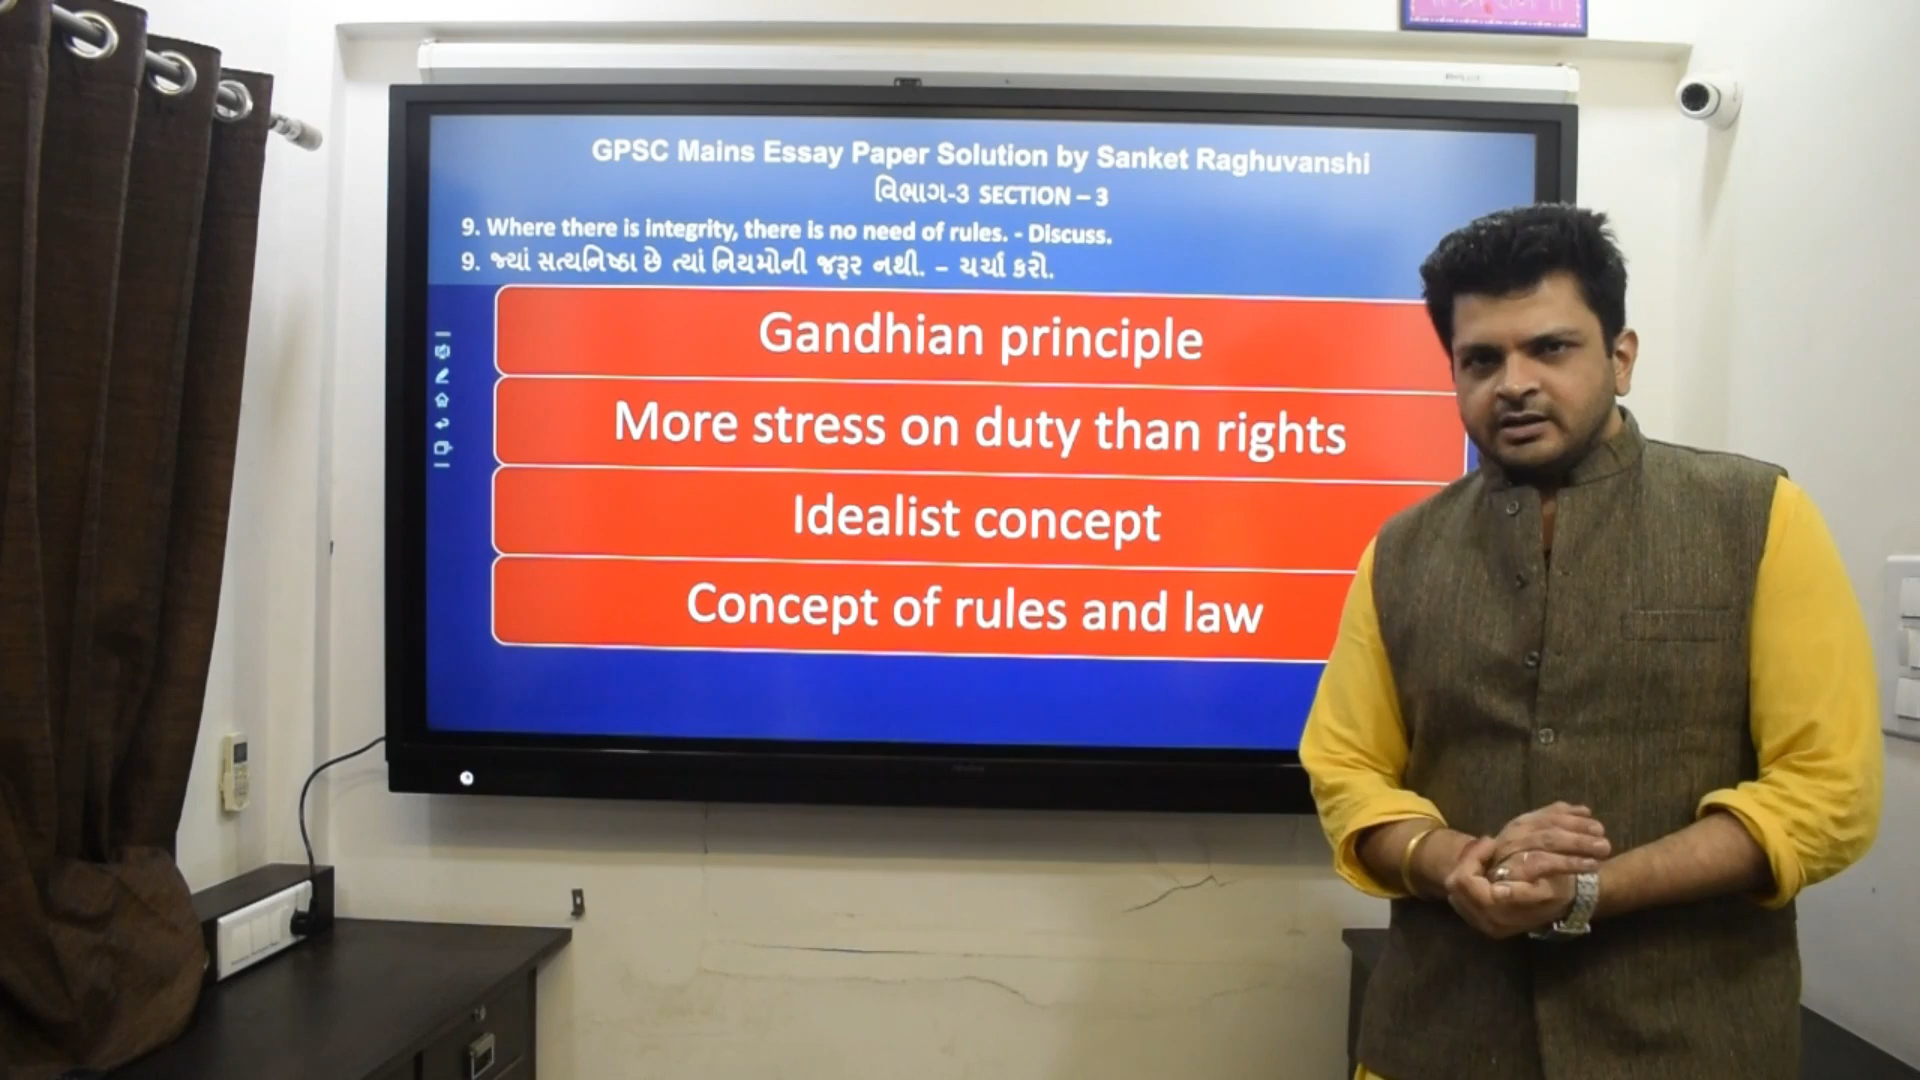 GPSC Mains Essay Paper Solution by Sanket Raghuvanshi
વિભાગ-3 SECTION – 3
9. Where there is integrity, there is no need of rules. - Discuss.
9. જ્યાં સત્યનિષ્ઠા છે ત્યાં નિયમોની જરૂર નથી. – ચર્ચા કરો.
Gandhian principle
More stress on duty than rights
Idealist concept
Concept of rules and law